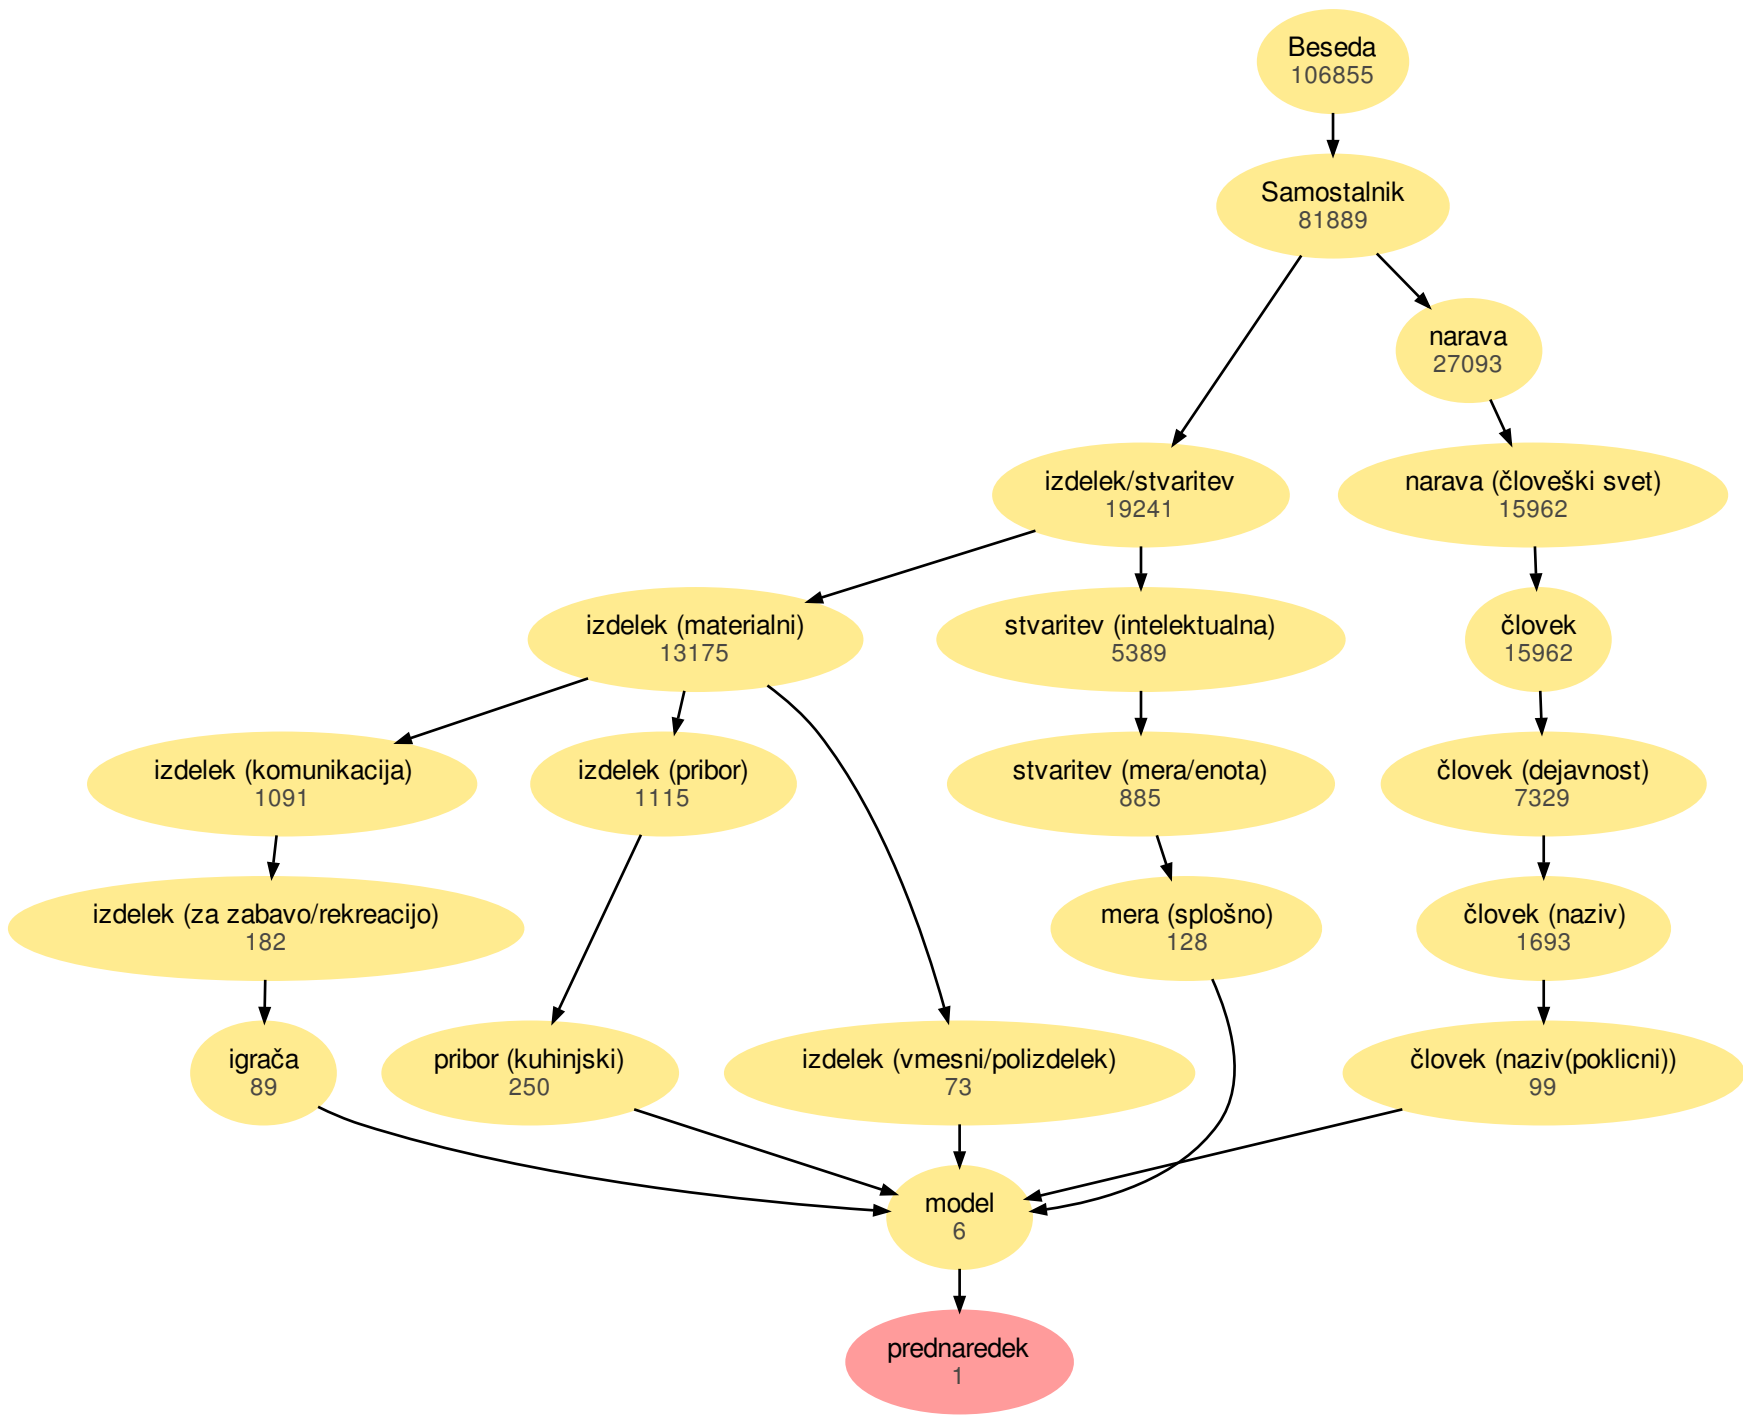 Beseda
106855
Samostalnik
81889
narava
27093
izdelek/stvaritev
19241
narava (človeški svet)
15962
izdelek (materialni)
13175
stvaritev (intelektualna)
5389
človek
15962
izdelek (komunikacija)
1091
izdelek (pribor)
1115
stvaritev (mera/enota)
885
človek (dejavnost)
7329
izdelek (za zabavo/rekreacijo)
182
mera (splošno)
128
človek (naziv)
1693
igrača
89
pribor (kuhinjski)
250
izdelek (vmesni/polizdelek)
73
človek (naziv(poklicni))
99
model
6
prednaredek
1